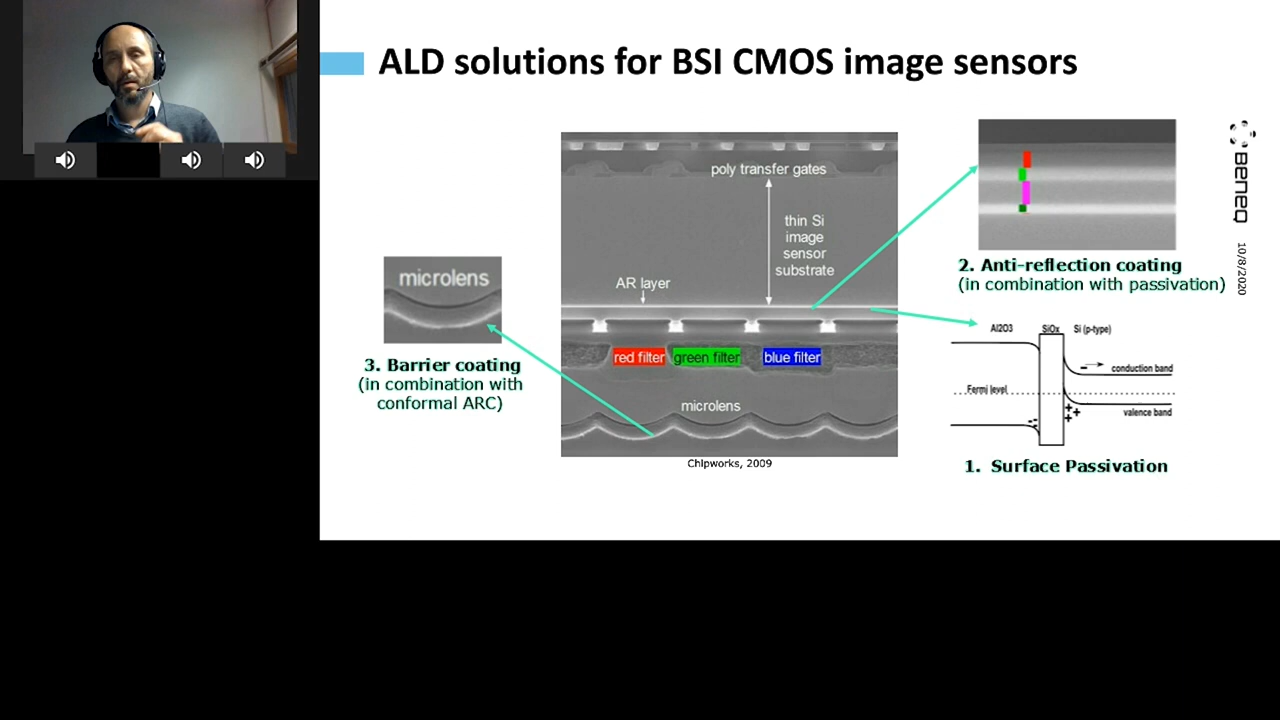 ALD solutions for BSI CMOS image sensors
BeneQ
10/8/2020
poly transfer gates
thin Si
image
sensor
substrate
AR layer
red filter
green filter
blue filter
microlens
Chipworks, 2009
microlens
3. Barrier coating
(in combination with
conformal ARC)
2. Anti-reflection coating
(in combination with passivation)
Al2O3
SiOx
Si (p-type)
conduction band
Fermi level
valence band
1. Surface Passivation